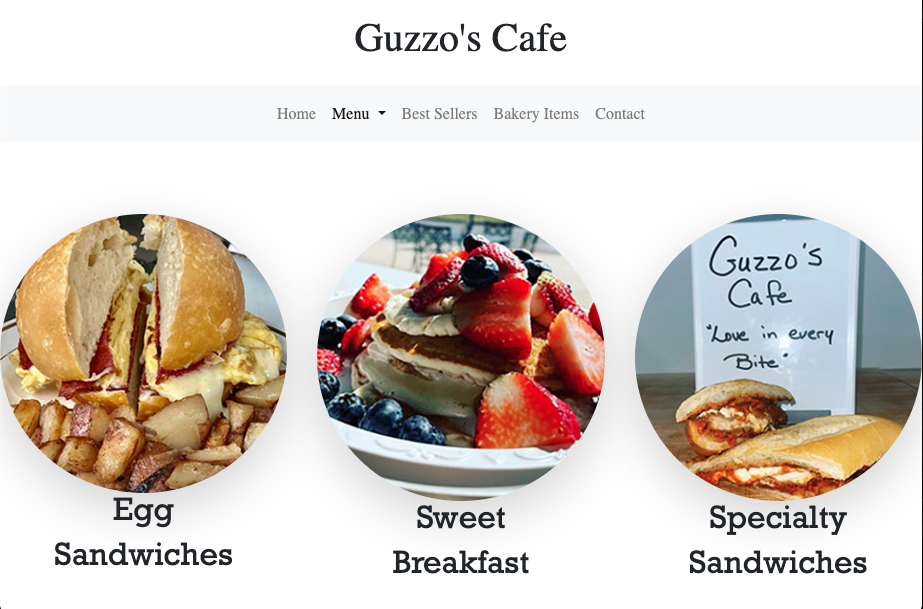 Guzzo's Cafe
Home Menu Best Sellers Bakery Items Contact
Guzzo's
Cafe
"Love in every
Bite"
Egg
Sandwiches
Sweet
Breakfast
Specialty
Sandwiches